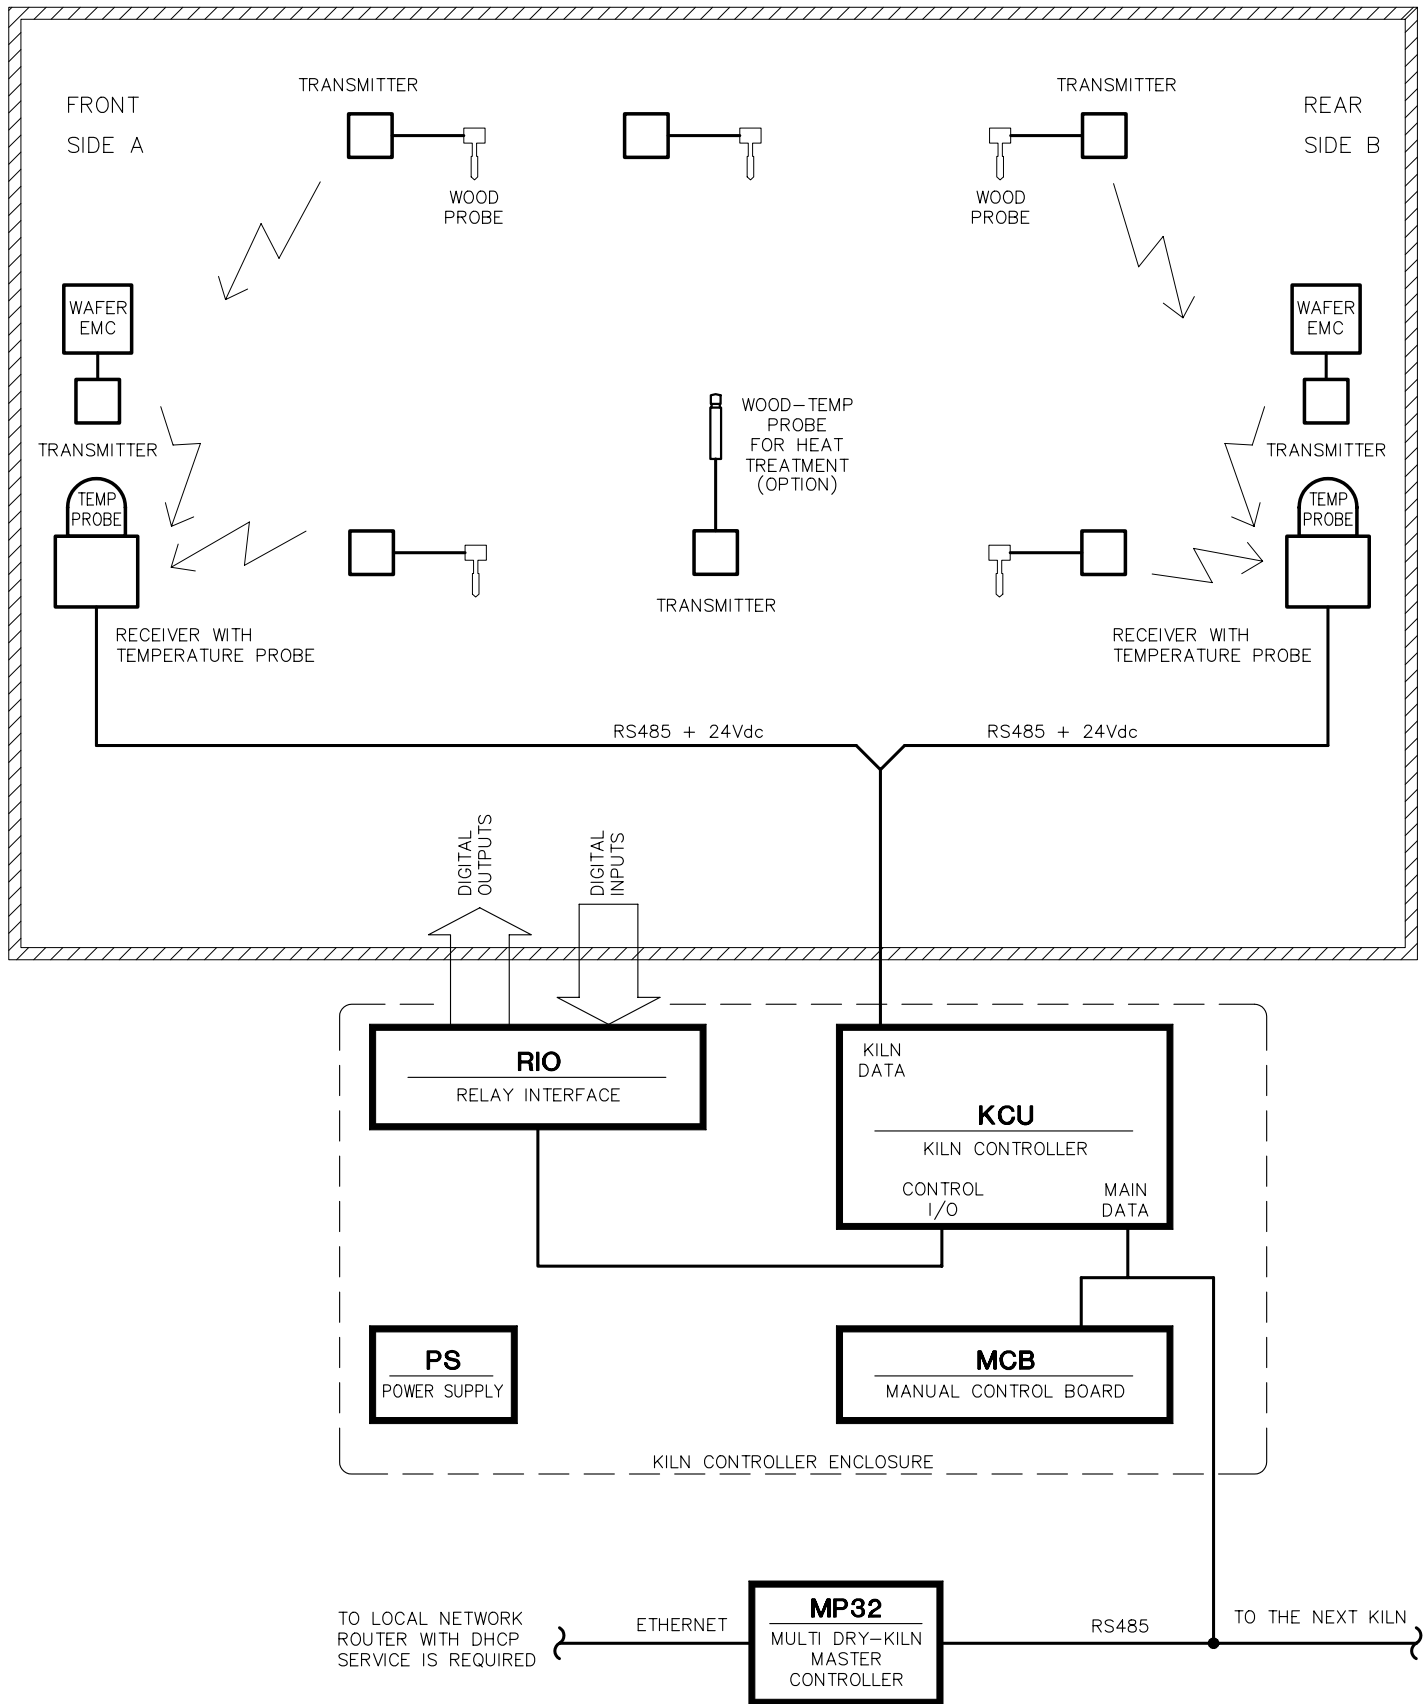 TRANSMITTER
TRANSMITTER
FRONT
SIDE A
REAR
SIDE B
WOOD
PROBE
WOOD
PROBE
WAFER
EMC
WAFER
EMC
TRANSMITTER
WOOD-TEMP
PROBE
FOR HEAT
TREATMENT
(OPTION)
TRANSMITTER
TEMP
PROBE
TEMP
PROBE
TRANSMITTER
RECEIVER WITH
TEMPERATURE PROBE
RECEIVER WITH
TEMPERATURE PROBE
RS485 + 24Vdc
RS485 + 24Vdc
DIGITAL
OUTPUTS
DIGITAL
INPUTS
RIO
RELAY INTERFACE
KILN
DATA
KCU
KILN CONTROLLER
CONTROL
I/O
MAIN
DATA
PS
POWER SUPPLY
MCB
MANUAL CONTROL BOARD
KILN CONTROLLER ENCLOSURE
TO LOCAL NETWORK
ROUTER WITH DHCP
SERVICE IS REQUIRED
ETHERNET
MP32
MULTI DRY-KILN
MASTER
CONTROLLER
RS485
TO THE NEXT KILN